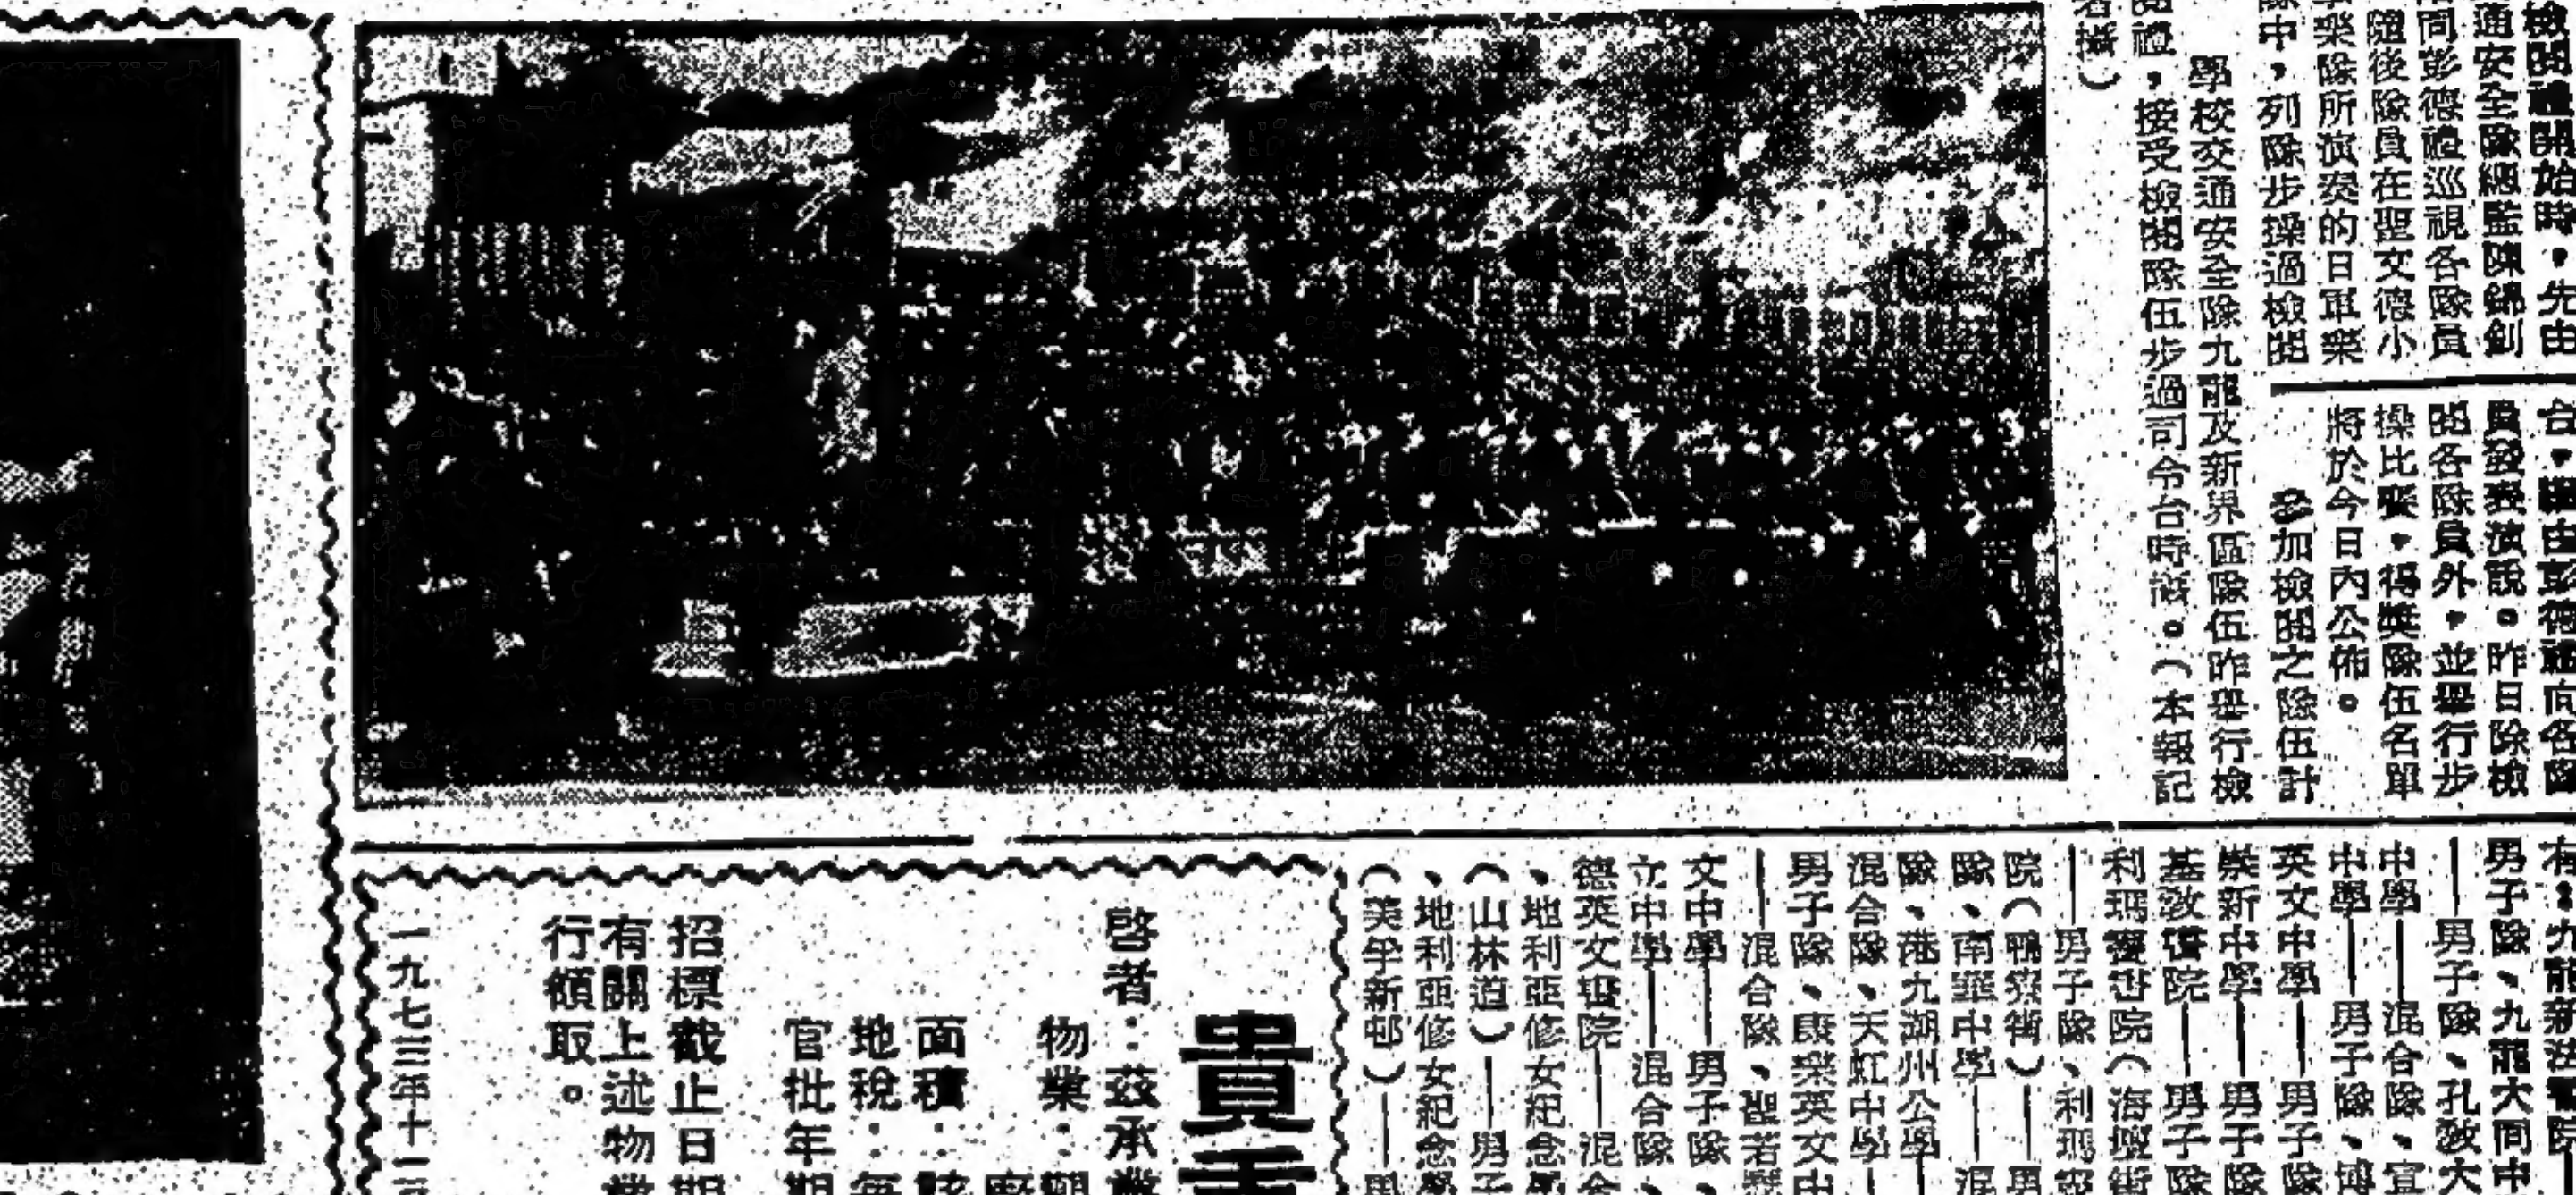 檢閱禮開始時，先由
通安全隊總監陳錦釗
同彭德禮巡視各隊員
隨後隊員在聖文德小
樂隊所演奏的日軍樂
中，列隊步操過檢閱
學校交通安全隊九龍及新界區隊伍昨舉行檢
閱禮，接受檢閱隊伍步過司令台時攝。（本報記
者攝）
合，繼由彭德禮向各隊
員發表演說。昨日除檢
閱各隊員外，並舉行步
操比賽，得獎隊伍名單
將於今日內公佈。
參加檢閱之隊伍計
男子隊、九龍大同中
—男子隊、孔教大
中學—混合隊、宣
中學—男子隊、博
英文中學—男子隊
崇新中學—男子隊
基教書院—男子隊
利瑪竇書院（海壇街
—男子隊、利瑪竇
院（鴨寮街）—男
隊、南華中學—混
隊、港九潮州公學—
混合隊、天虹中學—
男子隊、康樂英文中
—混合隊、聖若瑟
文中學—男子隊、
立中學—混合隊、
德英文書院—混合
、地利亞修女紀念學
（山林道）—男子
、地利亞修女紀念學
（美孚新邨）—男
貴重
啓者：茲承業
物業：觀
面積：該
地稅：每
官批年期
招標截止日期
有關上述物業
行領取。
一九七三年十二